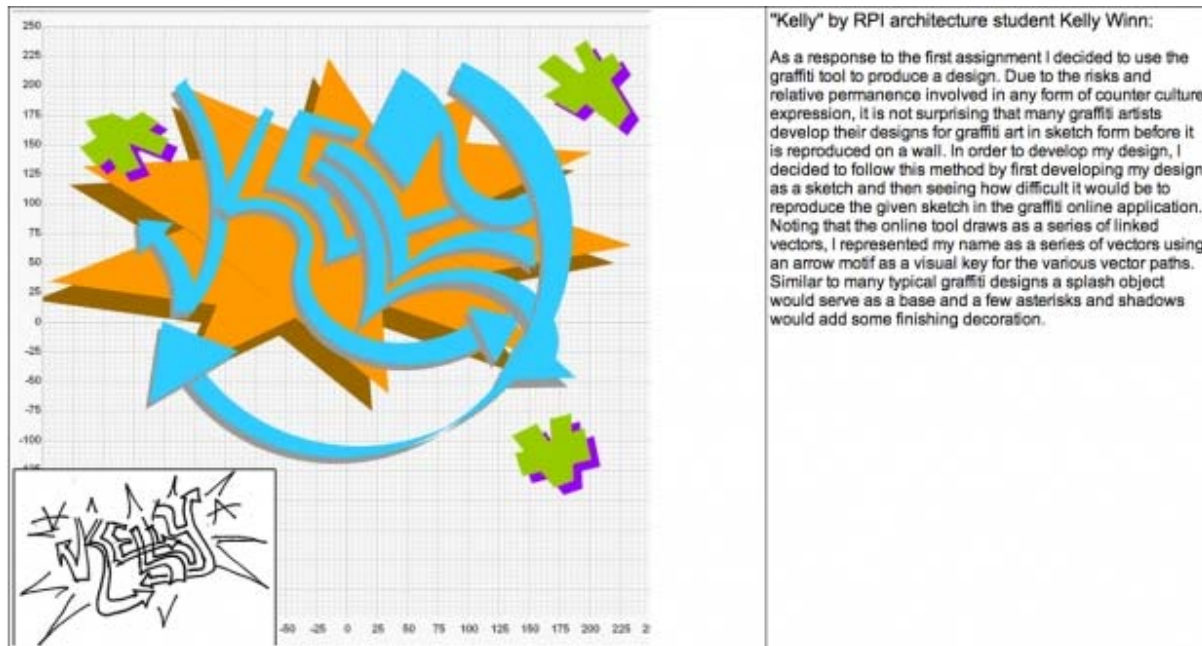 250
225
200
175
150
125
100
75
50
25
0
-25
-50
-75
-100
-50 -25 0 25 50 75 100 125 150 175 200 225
KELLY
KELLY
"Kelly" by RPI architecture student Kelly Winn:
As a response to the first assignment I decided to use the
graffiti tool to produce a design. Due to the risks and
relative permanence involved in any form of counter culture
expression, it is not surprising that many graffiti artists
develop their designs for graffiti art in sketch form before it
is reproduced on a wall. In order to develop my design, I
decided to follow this method by first developing my design
as a sketch and then seeing how difficult it would be to
reproduce the given sketch in the graffiti online application.
Noting that the online tool draws as a series of linked
vectors, I represented my name as a series of vectors using
an arrow motif as a visual key for the various vector paths.
Similar to many typical graffiti designs a splash object
would serve as a base and a few asterisks and shadows
would add some finishing decoration.